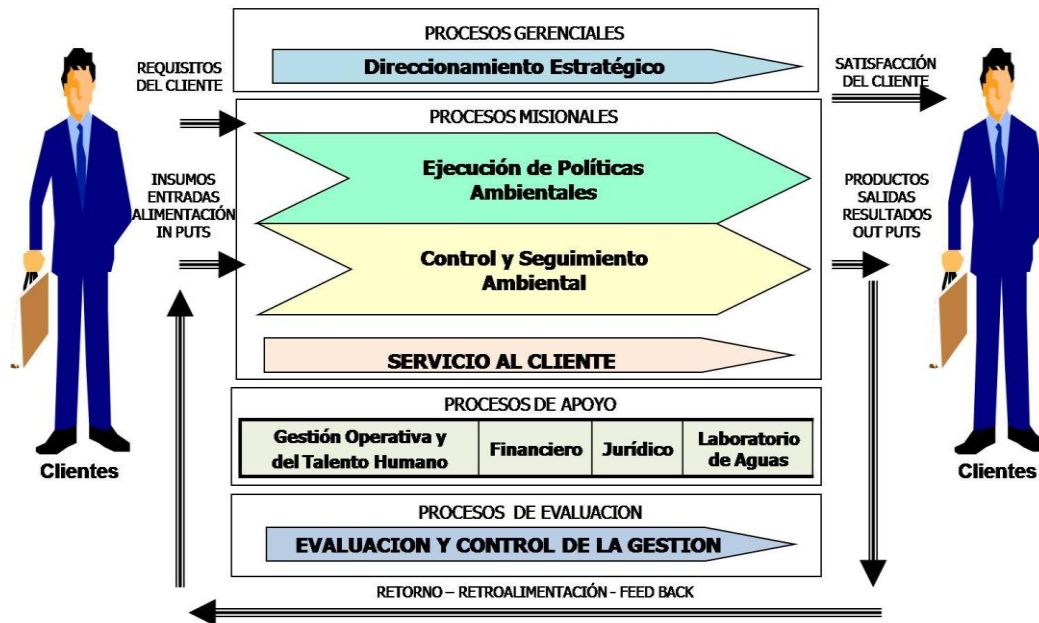 PROCESOS GERENCIALES
Direccionamiento Estratégico
REQUISITOS
DEL CLIENTE
SATISFACCIÓN
DEL CLIENTE
PROCESOS MISIONALES
Ejecución de Políticas
Ambientales
INSUMOS
ENTRADAS
ALIMENTACIÓN
IN PUTS
PRODUCTOS
SALIDAS
RESULTADOS
OUT PUTS
Control y Seguimiento
Ambiental
SERVICIO AL CLIENTE
PROCESOS DE APOYO
Gestión Operativa y
del Talento Humano
Financiero
Jurídico
Laboratorio
de Aguas
Clientes
Clientes
PROCESOS DE EVALUACION
EVALUACION Y CONTROL DE LA GESTION
RETORNO – RETROALIMENTACIÓN - FEED BACK